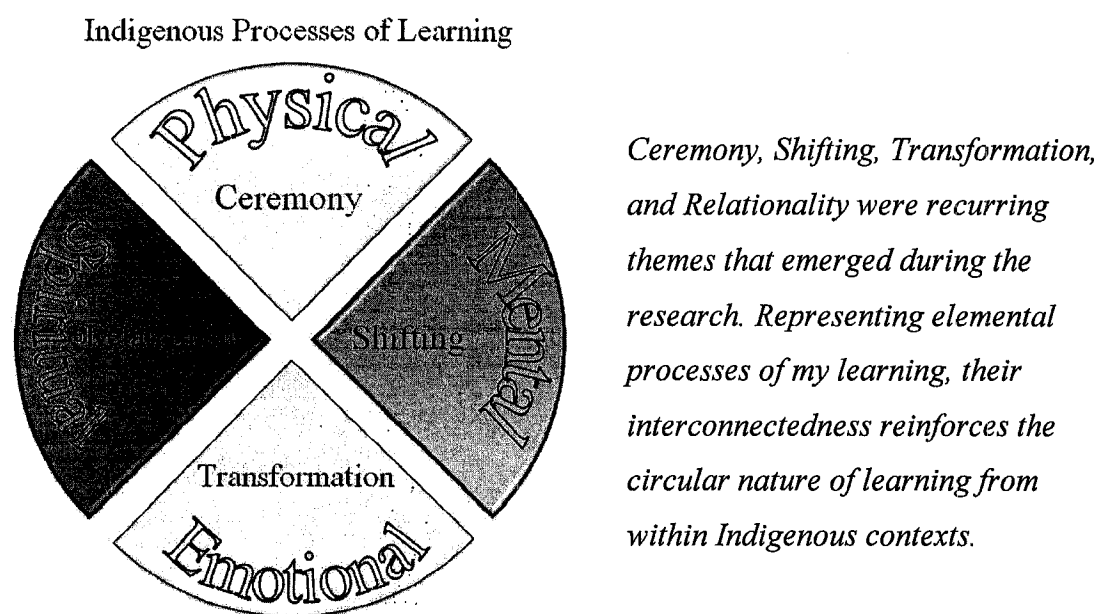 Indigenous Processes of Learning
Physical
Ceremony
Spiritual
Shifting
Mental
Transformation
Emotional
Ceremony, Shifting, Transformation,
and Relationality were recurring
themes that emerged during the
research. Representing elemental
processes of my learning, their
interconnectedness reinforces the
circular nature of learning from
within Indigenous contexts.